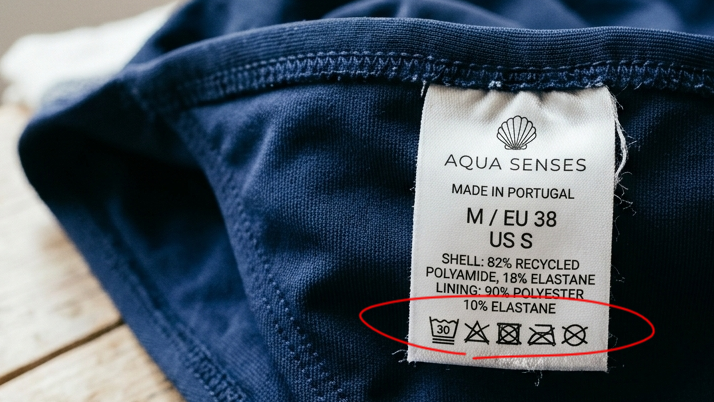 AQUA SENSES
MADE IN PORTUGAL
M / EU 38
US S
SHELL: 82% RECYCLED
POLYAMIDE, 18% ELASTANE
LINING: 90% POLYESTER
10% ELASTANE
30